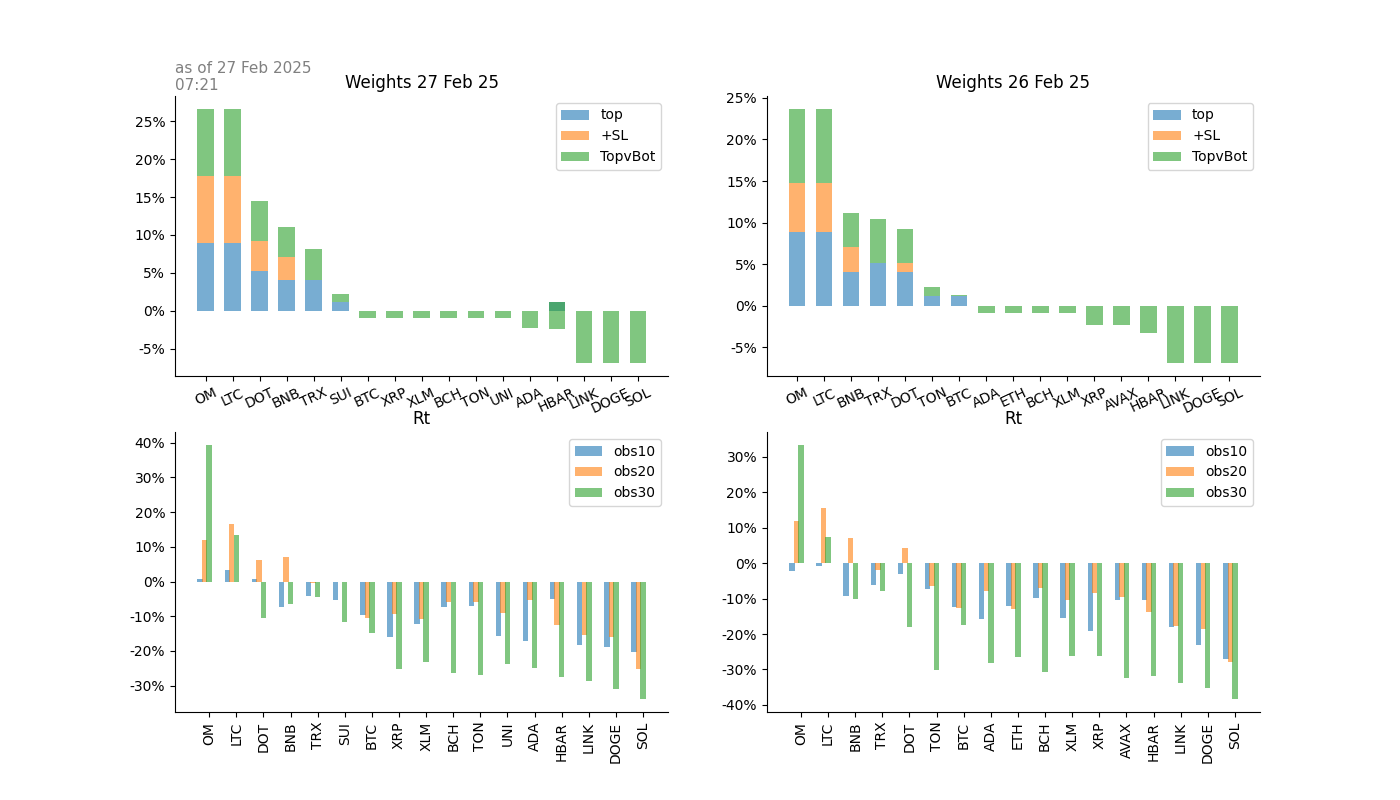 as of 27 Feb 2025
07:21
Weights 27 Feb 25
top
+SL
TopvBot
25%
20%
15%
10%
5%
0%
-5%
OM LTC DOT BNB TRX SUI BTC XRP XLM BCH TON UNI ADA HBAR LINK DOGE SOL
Weights 26 Feb 25
top
+SL
TopvBot
25%
20%
15%
10%
5%
0%
-5%
OM LTC BNB TRX DOT TON BTC ADA ETH BCH XLM XRP AVAX HBAR LINK DOGE SOL
Rt
obs10
obs20
obs30
40%
30%
20%
10%
0%
-10%
-20%
-30%
OM LTC DOT BNB TRX SUI BTC XRP XLM BCH TON UNI ADA HBAR LINK DOGE SOL
Rt
obs10
obs20
obs30
30%
20%
10%
0%
-10%
-20%
-30%
-40%
OM LTC BNB TRX DOT TON BTC ADA ETH BCH XLM XRP AVAX HBAR LINK DOGE SOL